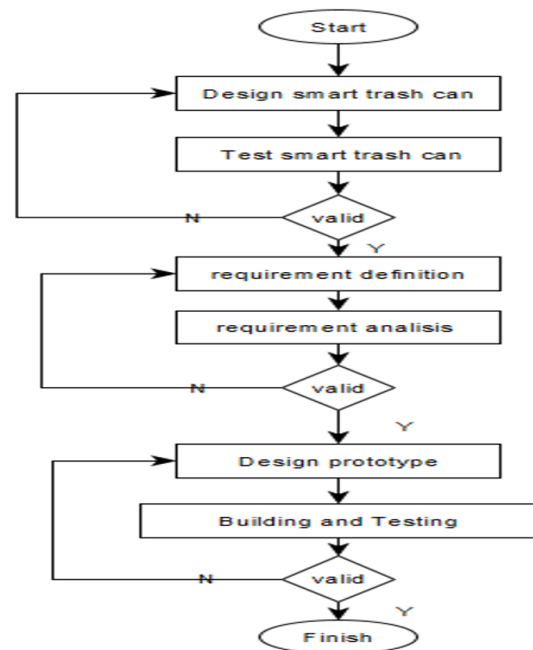 Start
Design smart trash can
Test smart trash can
valid
N
Y
requirement definition
requirement analisis
valid
N
Y
Design prototype
Building and Testing
valid
N
Y
Finish